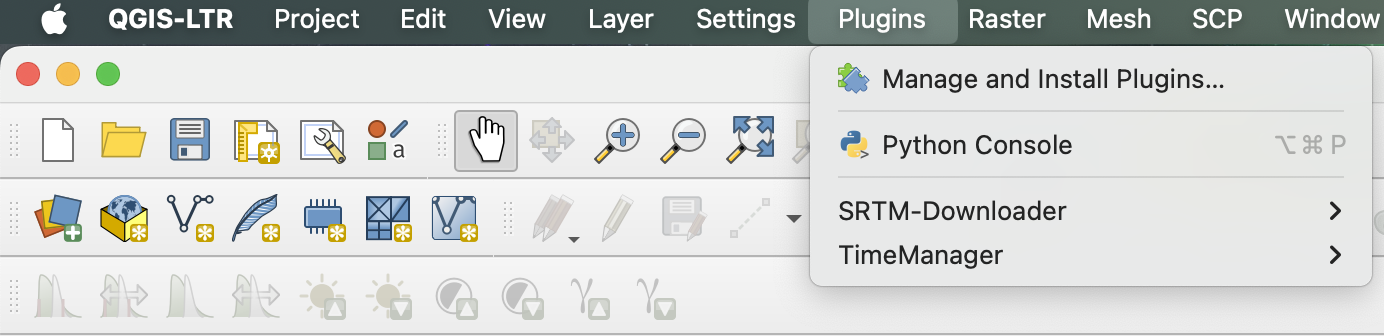 QGIS-LTR Project Edit View Layer Settings Plugins Raster Mesh SCP Window
Manage and Install Plugins...
Python Console ⌥⌘P
SRTM-Downloader
TimeManager
a